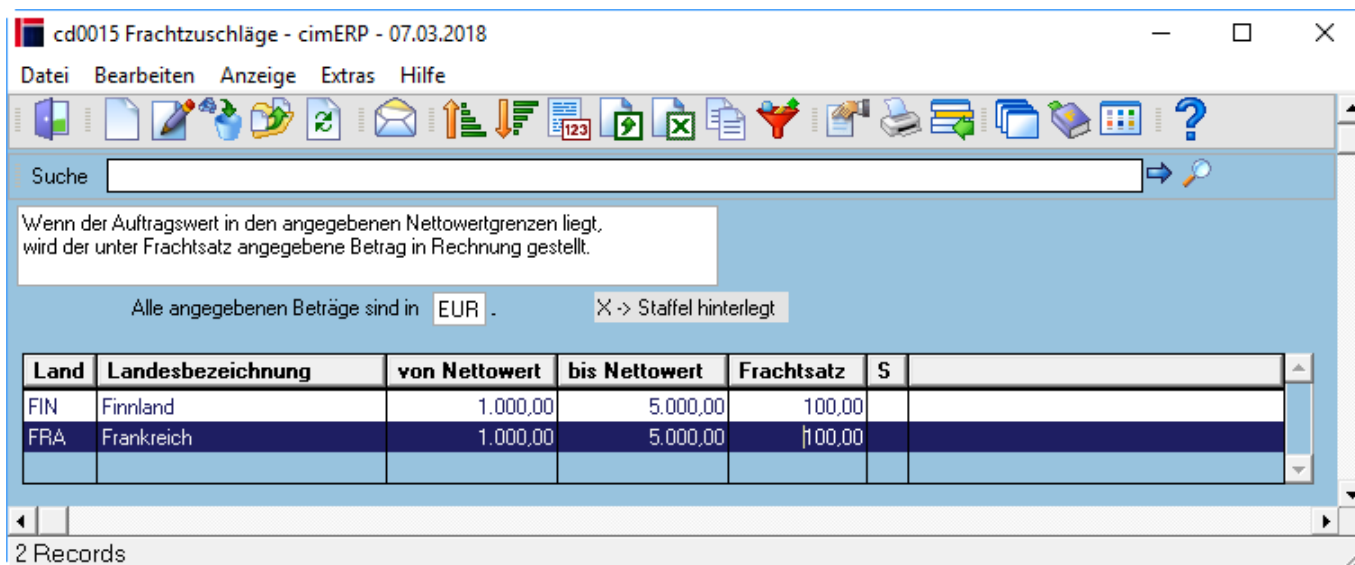 cd0015 Frachtzuschläge - cimERP - 07.03.2018
Datei Bearbeiten Anzeige Extras Hilfe
123
Suche
Wenn der Auftragswert in den angegebenen Nettowertgrenzen liegt,
wird der unter Frachtsatz angegebene Betrag in Rechnung gestellt.
Alle angegebenen Beträge sind in EUR . X -> Staffel hinterlegt
Land Landesbezeichnung von Nettowert bis Nettowert Frachtsatz S
FIN Finnland 1.000,00 5.000,00 100,00
FRA Frankreich 1.000,00 5.000,00 100,00
2 Records